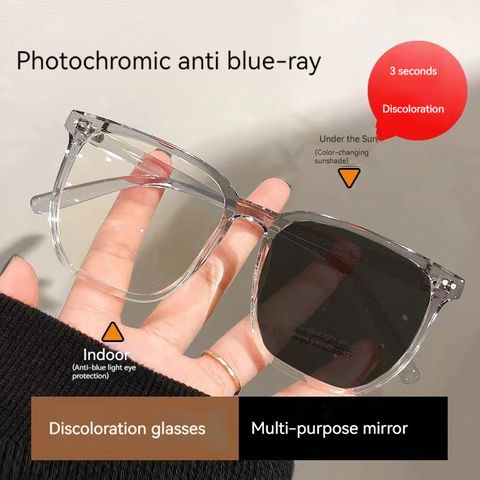 Photochromic anti blue-ray
3 seconds
Discoloration
Under the Sun
(Color-changing
sunshade)
Indoor
(Anti-blue light eye
protection)
Discoloration glasses
Multi-purpose mirror